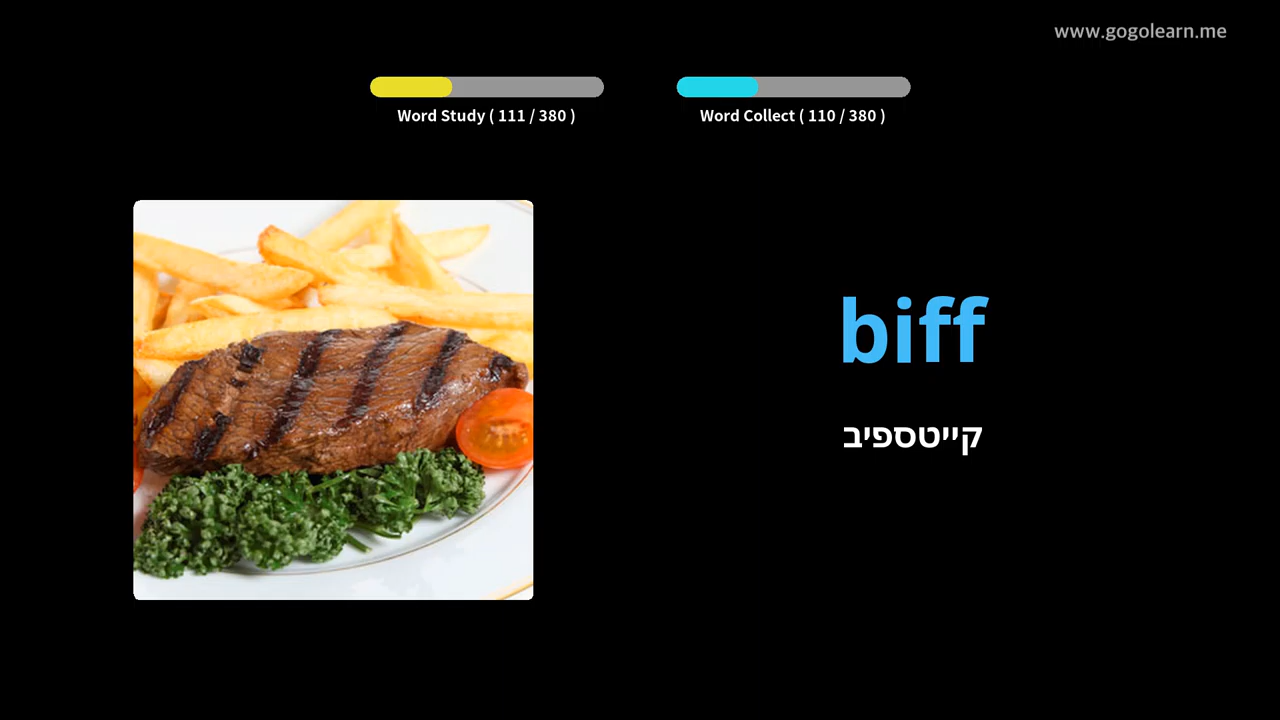 www.gogolearn.me
Word Study ( 111 / 380 )
Word Collect ( 110 / 380 )
biff
קייטספיב